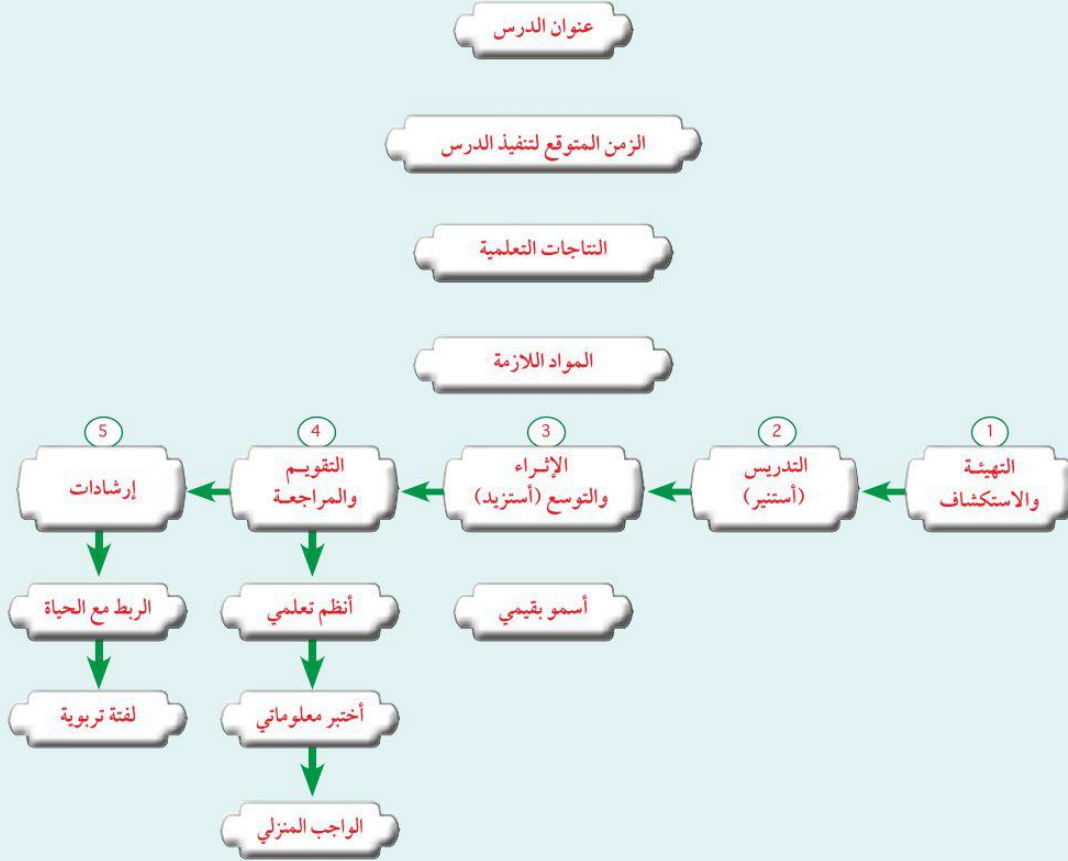 عنوان الدرس
الزمن المتوقع لتنفيذ الدرس
النتاجات التعلمية
المواد اللازمة
1
التهيئـة
والاستكشاف
2
التدريس
(أستنير)
3
الإثـراء
والتوسع (أستزيد)
4
التقويـم
والمراجعـة
5
إرشادات
أسمو بقيمي
أنظم تعلمي
الربط مع الحياة
أختبر معلوماتي
لفتة تربوية
الواجب المنزلي